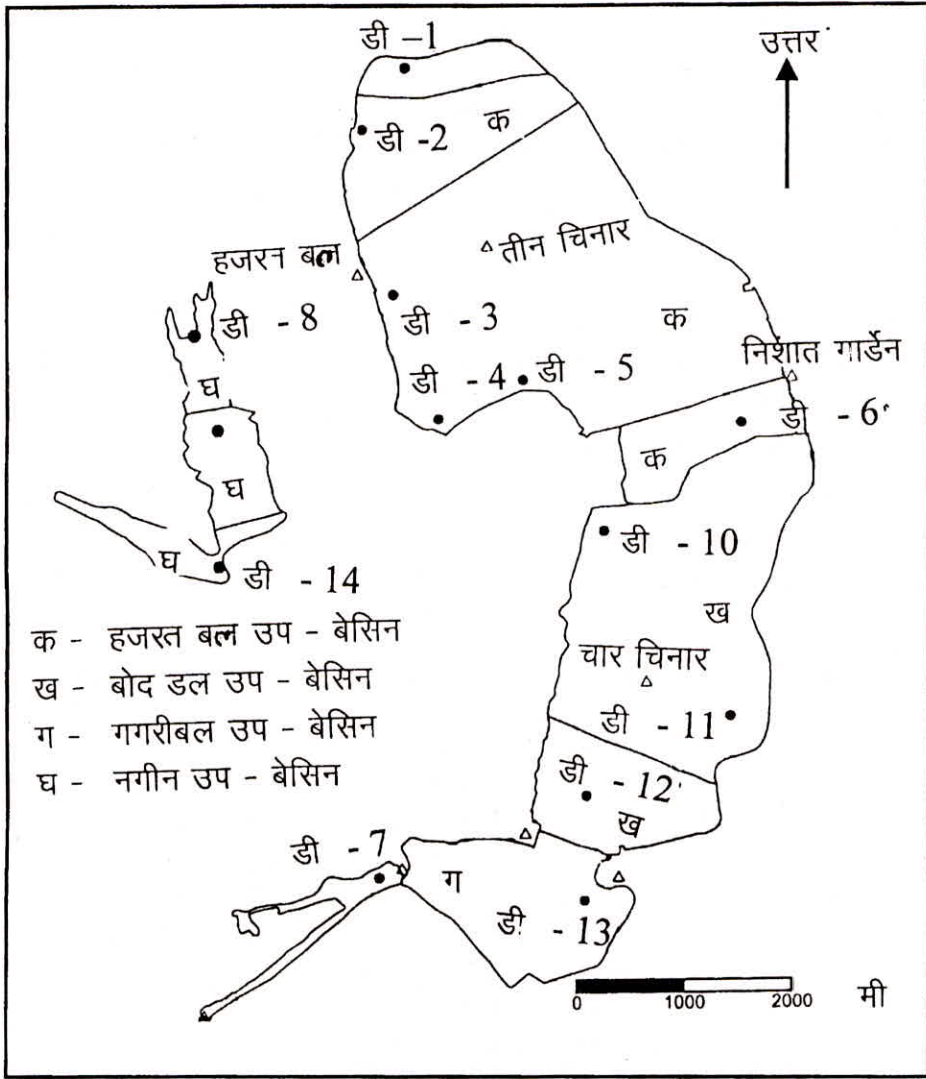 डी -1
उत्तर
क
डी -2
हजरन बल
तीन चिनार
डी - 8
डी - 3
क
निशात गार्डेन
घ
डी - 4
डी - 5
डी - 6
क
घ
डी - 10
घ
डी - 14
ख
क - हजरत बल उप - बेसिन
चार चिनार
ख - बोद डल उप - बेसिन
डी - 11
ग - गगरीबल उप - बेसिन
घ - नगीन उप - बेसिन
डी - 12
ख
डी - 7
ग
डी - 13
0 1000 2000 मी